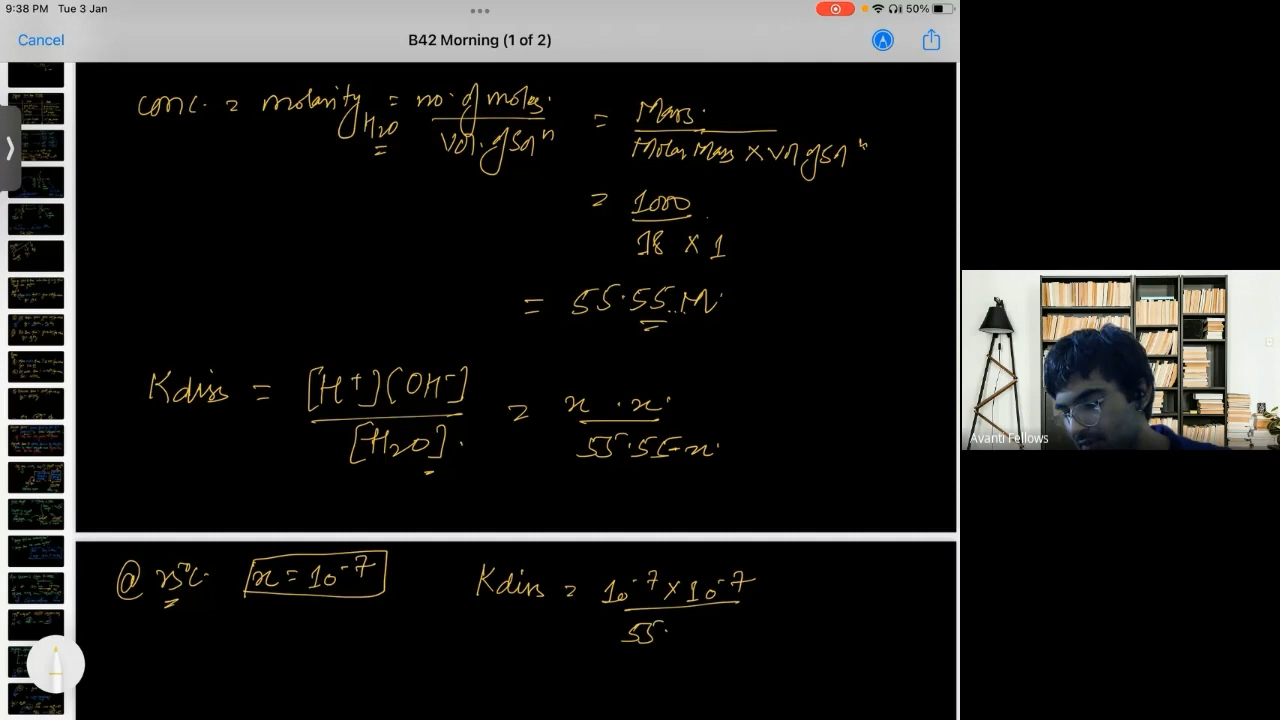 9:38 PM Tue 3 Jan
50%
Cancel
B42 Morning (1 of 2)
conc. = molarity H2O = no. of moles / vol. of solⁿ = Mass / Molar Mass x vol of solⁿ
= 1000 / 18 × 1
= 55.55 M
Kdiss = [H+][OH-] / [H2O] = x . x / 55.55-x
@ 25°C x = 10⁻⁷ Kdiss = 10⁻⁷ × 10⁻⁷ / 55.
Avanti Fellows